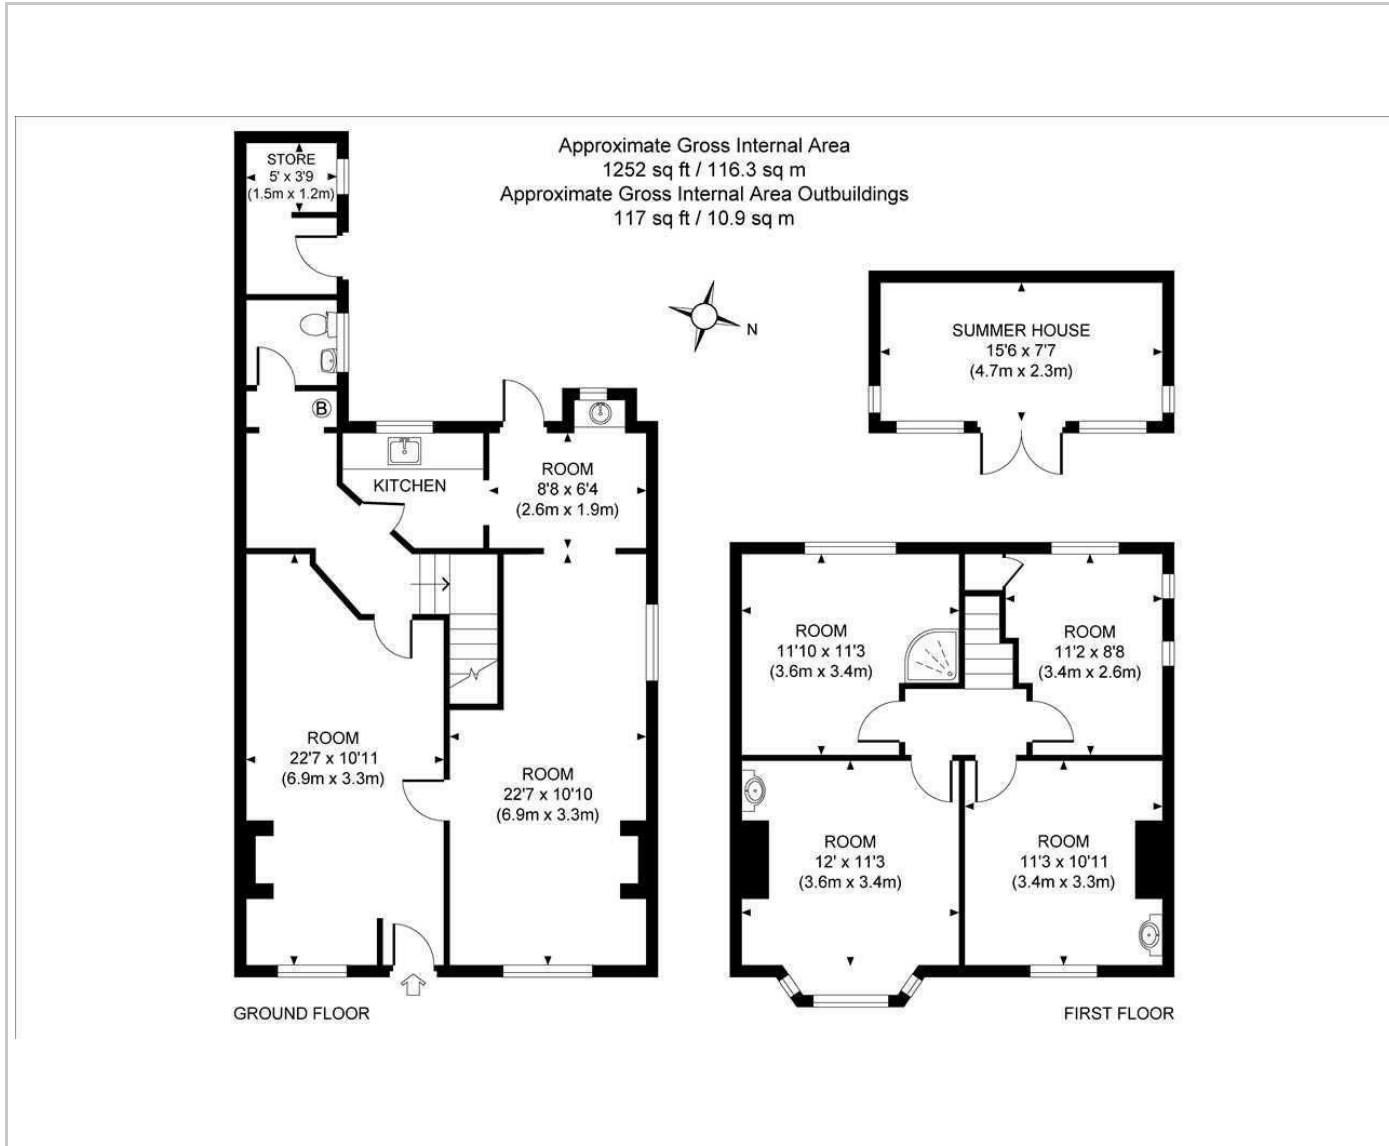 Approximate Gross Internal Area
1252 sq ft / 116.3 sq m
Approximate Gross Internal Area Outbuildings
117 sq ft / 10.9 sq m
STORE
5' x 3'9
(1.5m x 1.2m)
N
SUMMER HOUSE
15'6 x 7'7
(4.7m x 2.3m)
B
KITCHEN
ROOM
8'8 x 6'4
(2.6m x 1.9m)
ROOM
22'7 x 10'11
(6.9m x 3.3m)
ROOM
22'7 x 10'10
(6.9m x 3.3m)
GROUND FLOOR
ROOM
11'10 x 11'3
(3.6m x 3.4m)
ROOM
11'2 x 8'8
(3.4m x 2.6m)
ROOM
12' x 11'3
(3.6m x 3.4m)
ROOM
11'3 x 10'11
(3.4m x 3.3m)
FIRST FLOOR